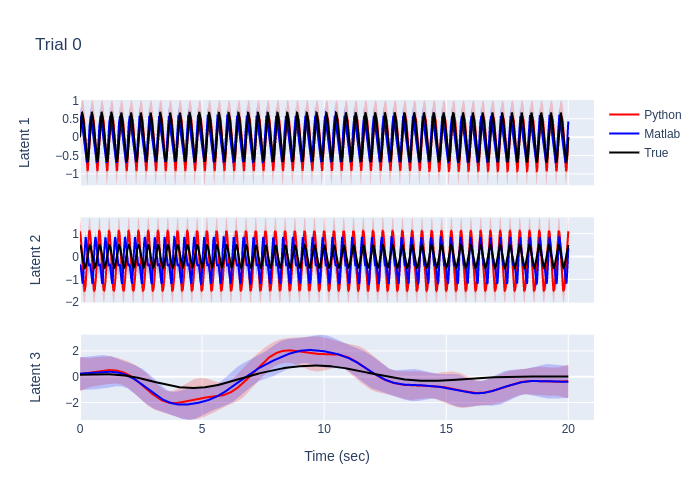 Trial 0
Latent 1
1
0.5
0
−0.5
−1
Python
Matlab
True
Latent 2
1
0
−1
−2
Latent 3
2
0
−2
0
5
10
15
20
Time (sec)